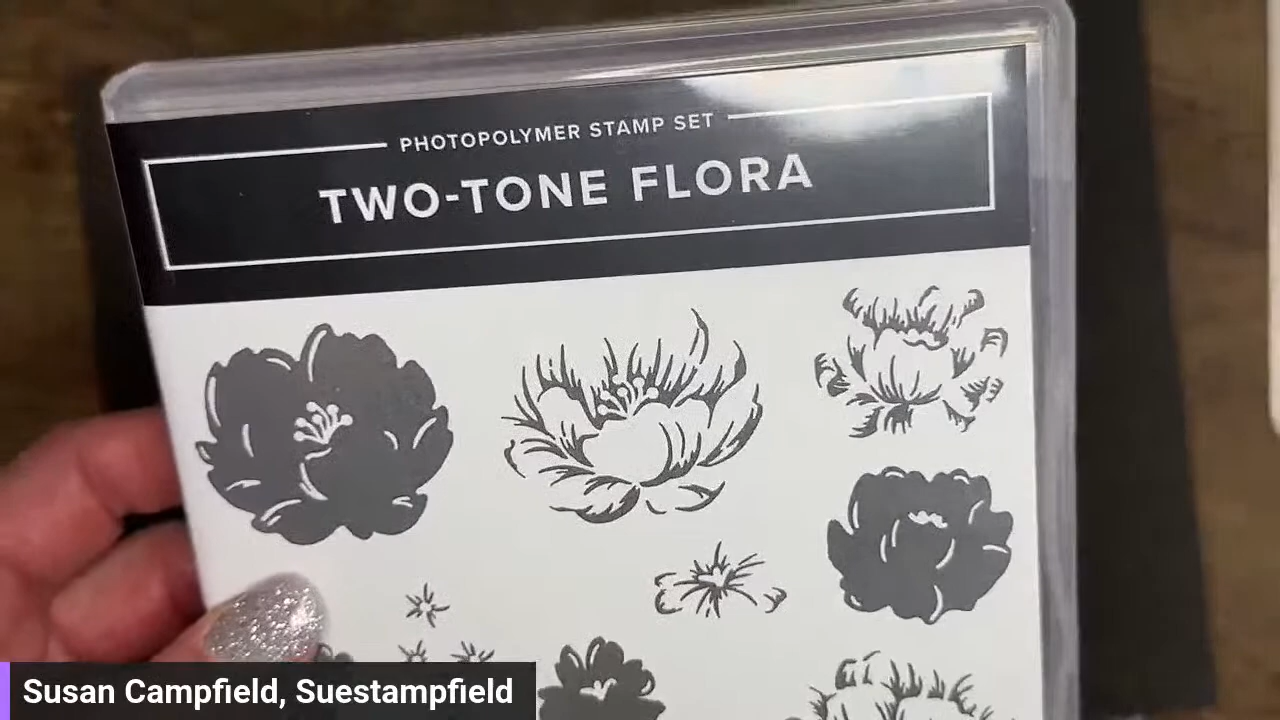 PHOTOPOLYMER STAMP SET
TWO-TONE FLORA
Susan Campfield, Suestampfield